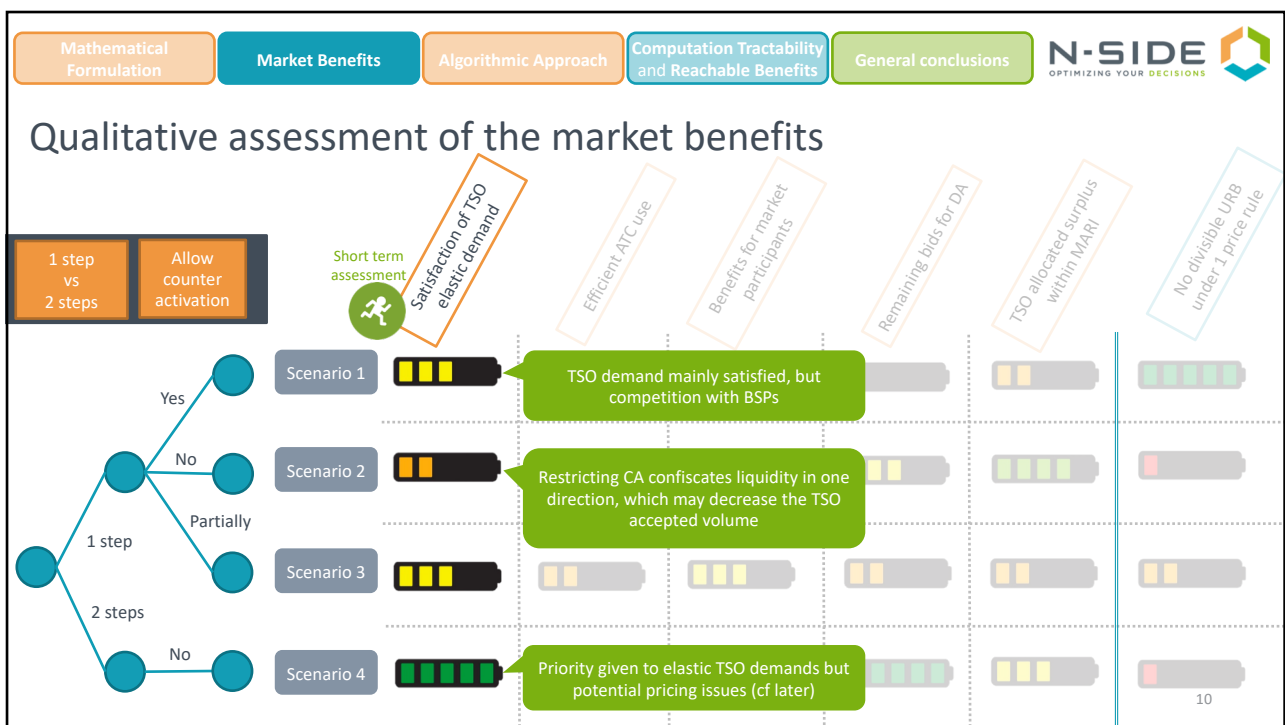 Mathematical
Formulation
Market Benefits
Algorithmic Approach
Computation Tractability
and Reachable Benefits
General conclusions
N-SIDE
OPTIMIZING YOUR DECISIONS
Qualitative assessment of the market benefits
1 step
vs
2 steps
Allow
counter
activation
Short term
assessment
Satisfaction of TSO
elastic demand
Efficient ATC use
Benefits for market
participants
Remaining bids for DA
TSO allocated surplus
within MARI
No divisible URB
under 1 price rule
Yes
No
Partially
1 step
2 steps
No
Scenario 1
TSO demand mainly satisfied, but
competition with BSPs
Scenario 2
Restricting CA confiscates liquidity in one
direction, which may decrease the TSO
accepted volume
Scenario 3
Scenario 4
Priority given to elastic TSO demands but
potential pricing issues (cf later)
10